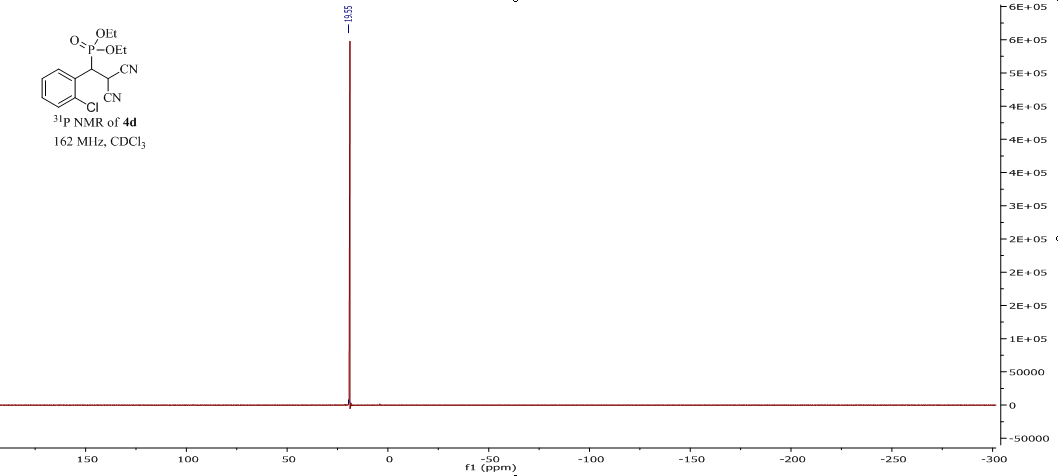 — 19.55
OEt
O
P
OEt
CN
CN
Cl
³¹P NMR of 4d
162 MHz, CDCl₃
6E+05
6E+05
5E+05
4E+05
4E+05
4E+05
3E+05
2E+05
2E+05
2E+05
1E+05
50000
0
-50000
150 100 50 0 -50 -100 -150 -200 -250 -300
f1 (ppm)